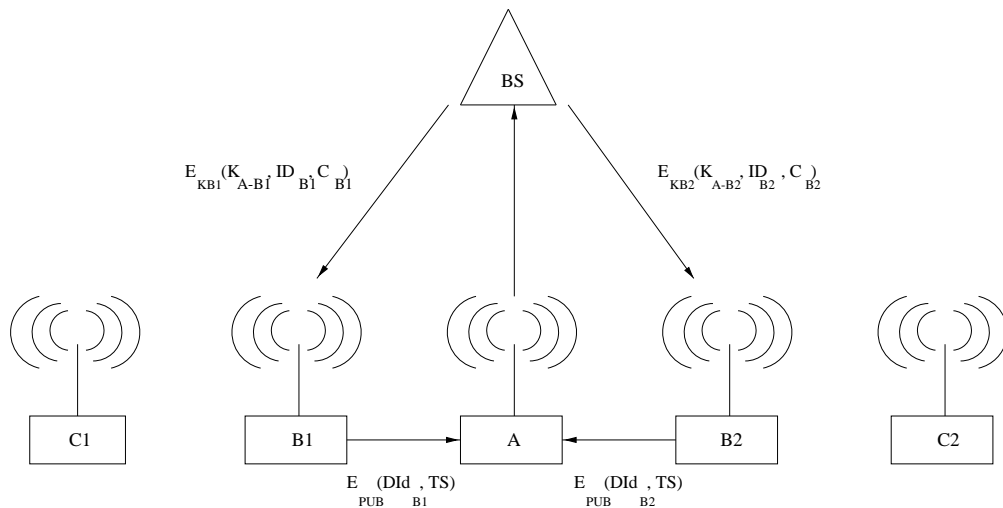 BS
E_KB1(K_A-B1, ID_B1, C_B1)
E_KB2(K_A-B2, ID_B2, C_B2)
C1
B1
A
B2
C2
E_PUB(DId_B1, TS)
E_PUB(DId_B2, TS)